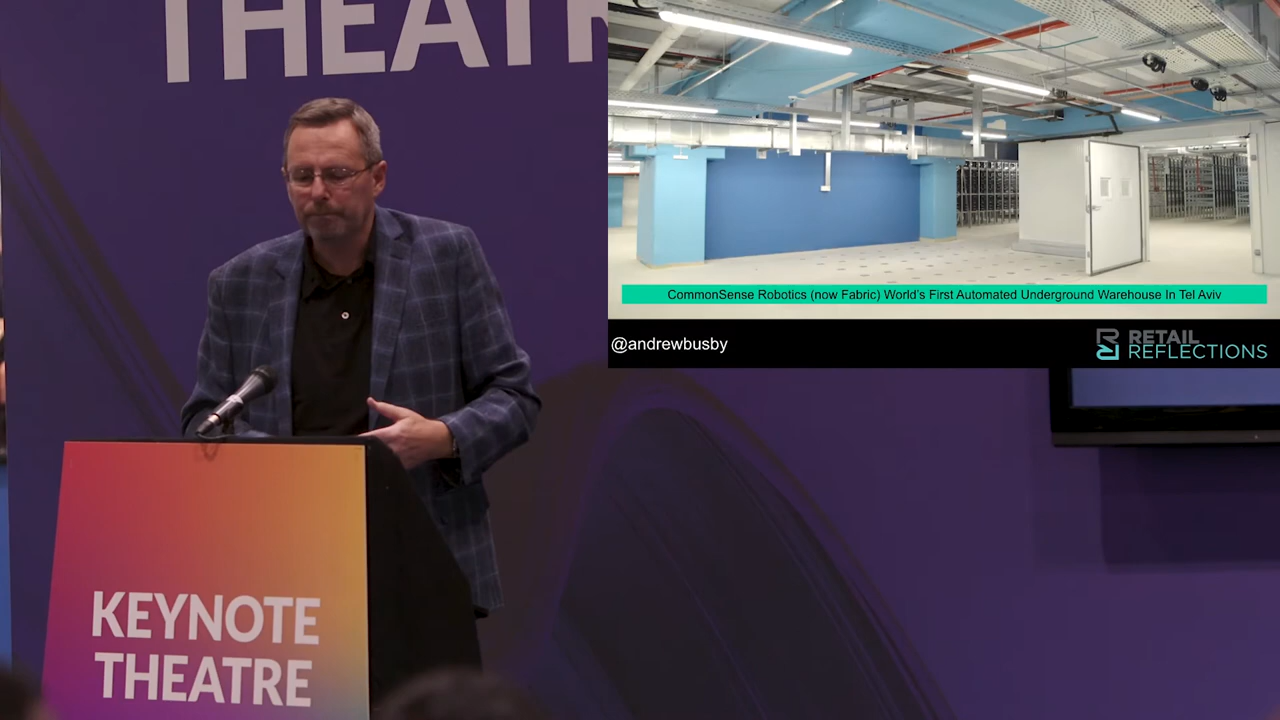 THEATR
CommonSense Robotics (now Fabric) World's First Automated Underground Warehouse In Tel Aviv
@andrewbusby
RETAIL
REFLECTIONS
KEYNOTE
THEATRE